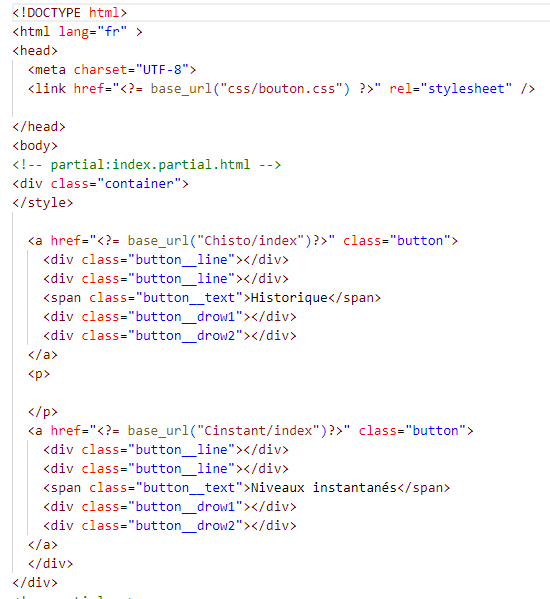 <!DOCTYPE html>
<html lang="fr" >
<head>
  <meta charset="UTF-8">
  <link href="<?= base_url("css/bouton.css") ?>" rel="stylesheet" />

</head>
<body>
<!-- partial:index.partial.html -->
<div class="container">
</style>

  <a href="<?= base_url("Chisto/index")?>" class="button">
    <div class="button__line"></div>
    <div class="button__line"></div>
    <span class="button__text">Historique</span>
    <div class="button__drow1"></div>
    <div class="button__drow2"></div>
  </a>
  <p>

  </p>
  <a href="<?= base_url("Cinstant/index")?>" class="button">
    <div class="button__line"></div>
    <div class="button__line"></div>
    <span class="button__text">Niveaux instantanés</span>
    <div class="button__drow1"></div>
    <div class="button__drow2"></div>
  </a>
  </div>
</div>